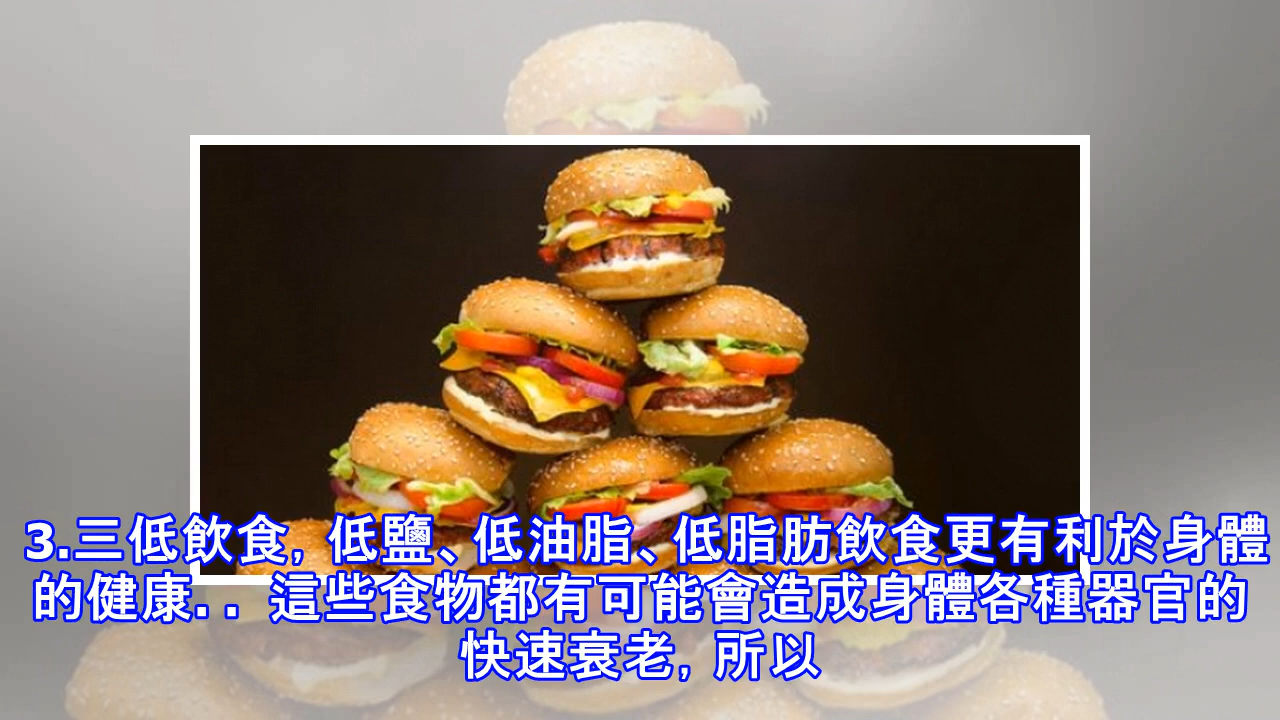 3.三低飲食, 低鹽、低油脂、低脂肪飲食更有利於身體
的健康. . 這些食物都有可能會造成身體各種器官的
快速衰老, 所以